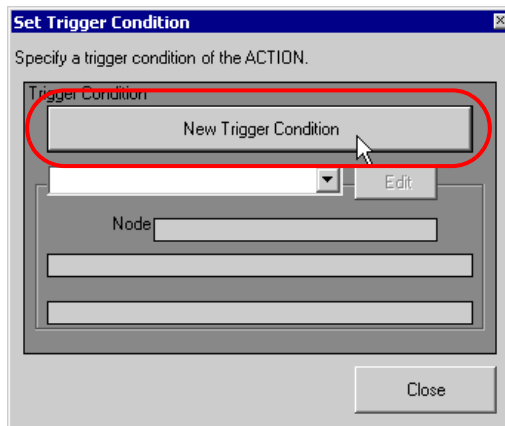 Set Trigger Condition
Specify a trigger condition of the ACTION.
Trigger Condition
New Trigger Condition
Edit
Node
Close